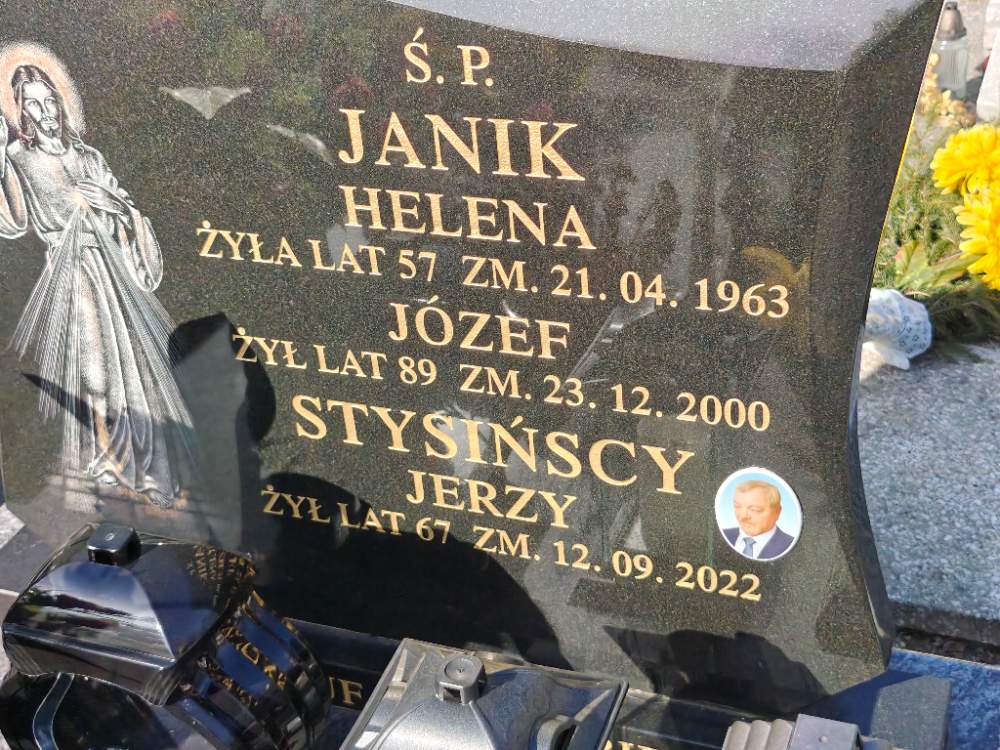 Ś. P.
JANIK
HELENA
ŻYŁA LAT 57 ZM. 21. 04. 1963
JÓZEF
ŻYŁ LAT 89 ZM. 23. 12. 2000
STYSIŃSCY
JERZY
ŻYŁ LAT 67 ZM. 12. 09. 2022